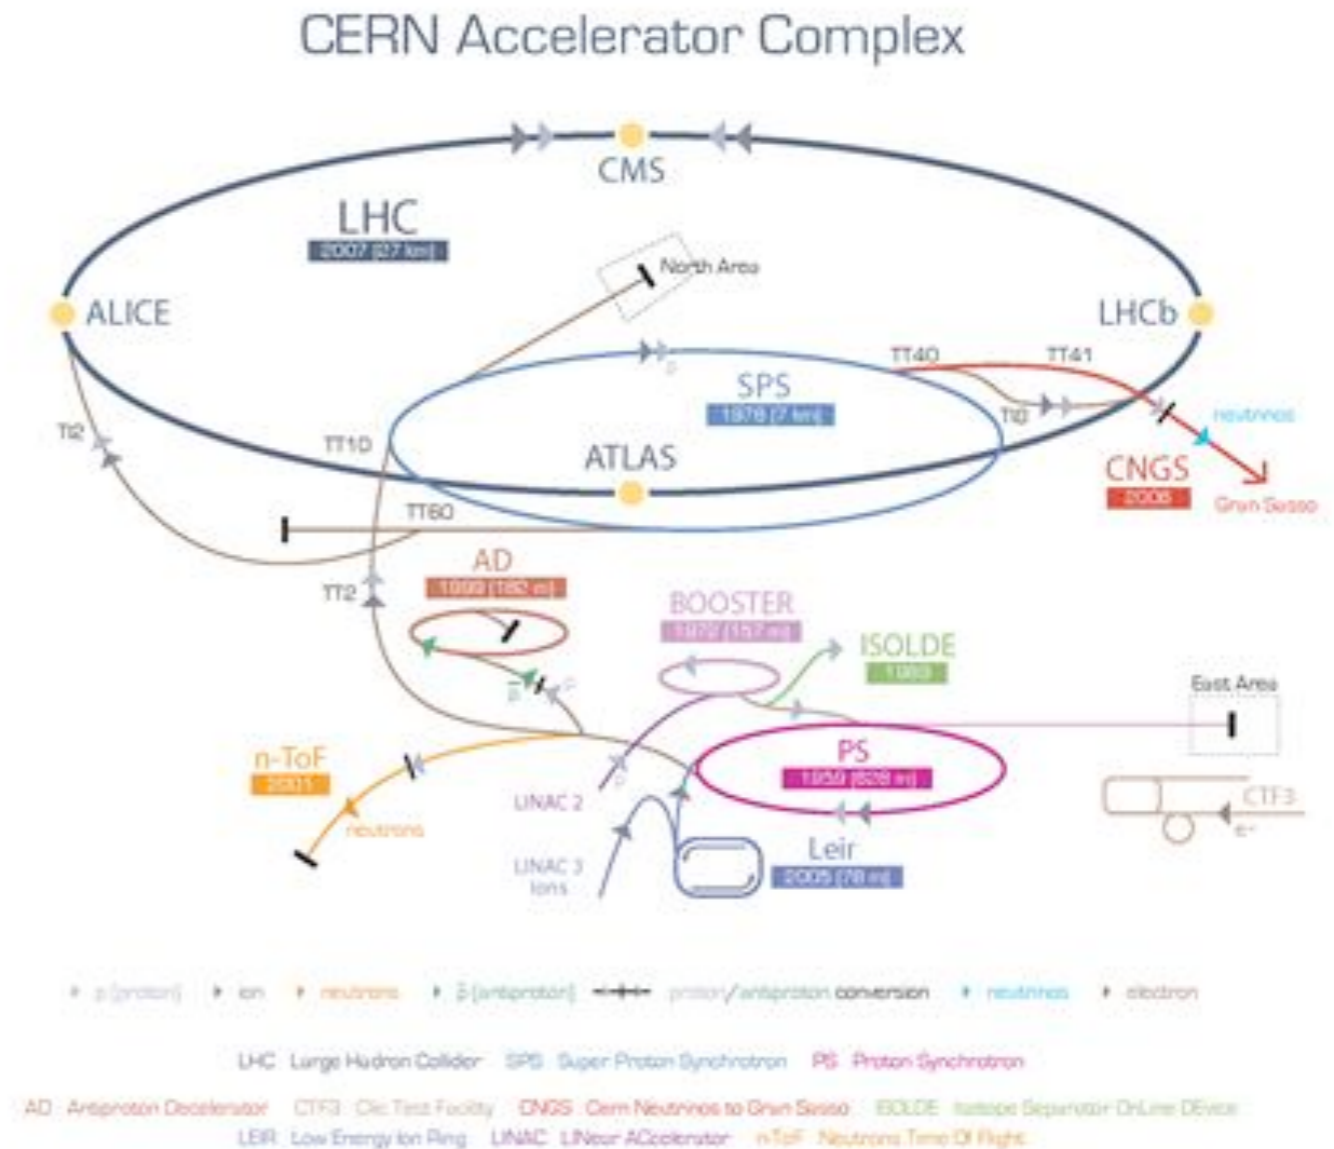 CERN Accelerator Complex
CMS
LHC
2007 (27 km)
North Area
ALICE
LHCb
TT40
TT41
SPS
1976 (7 km)
TI8
neutrinos
TI2
TT10
ATLAS
CNGS
2006
Gran Sasso
TT60
AD
1999 (182 m)
TT2
BOOSTER
1972 (157 m)
ISOLDE
1989
p
p
East Area
n-ToF
2001
PS
1959 (628 m)
p
LINAC 2
neutrons
CTF3
e-
Leir
2005 (78 m)
LINAC 3
Ions
p (proton) ion neutrons p̄ (antiproton) proton/antiproton conversion neutrinos electron
LHC Large Hadron Collider SPS Super Proton Synchrotron PS Proton Synchrotron
AD Antiproton Decelerator CTF3 Clic Test Facility CNGS Cern Neutrinos to Gran Sasso ISOLDE Isotope Separator OnLine DEvice
LEIR Low Energy Ion Ring LINAC LINear ACcelerator n-ToF Neutrons Time Of Flight